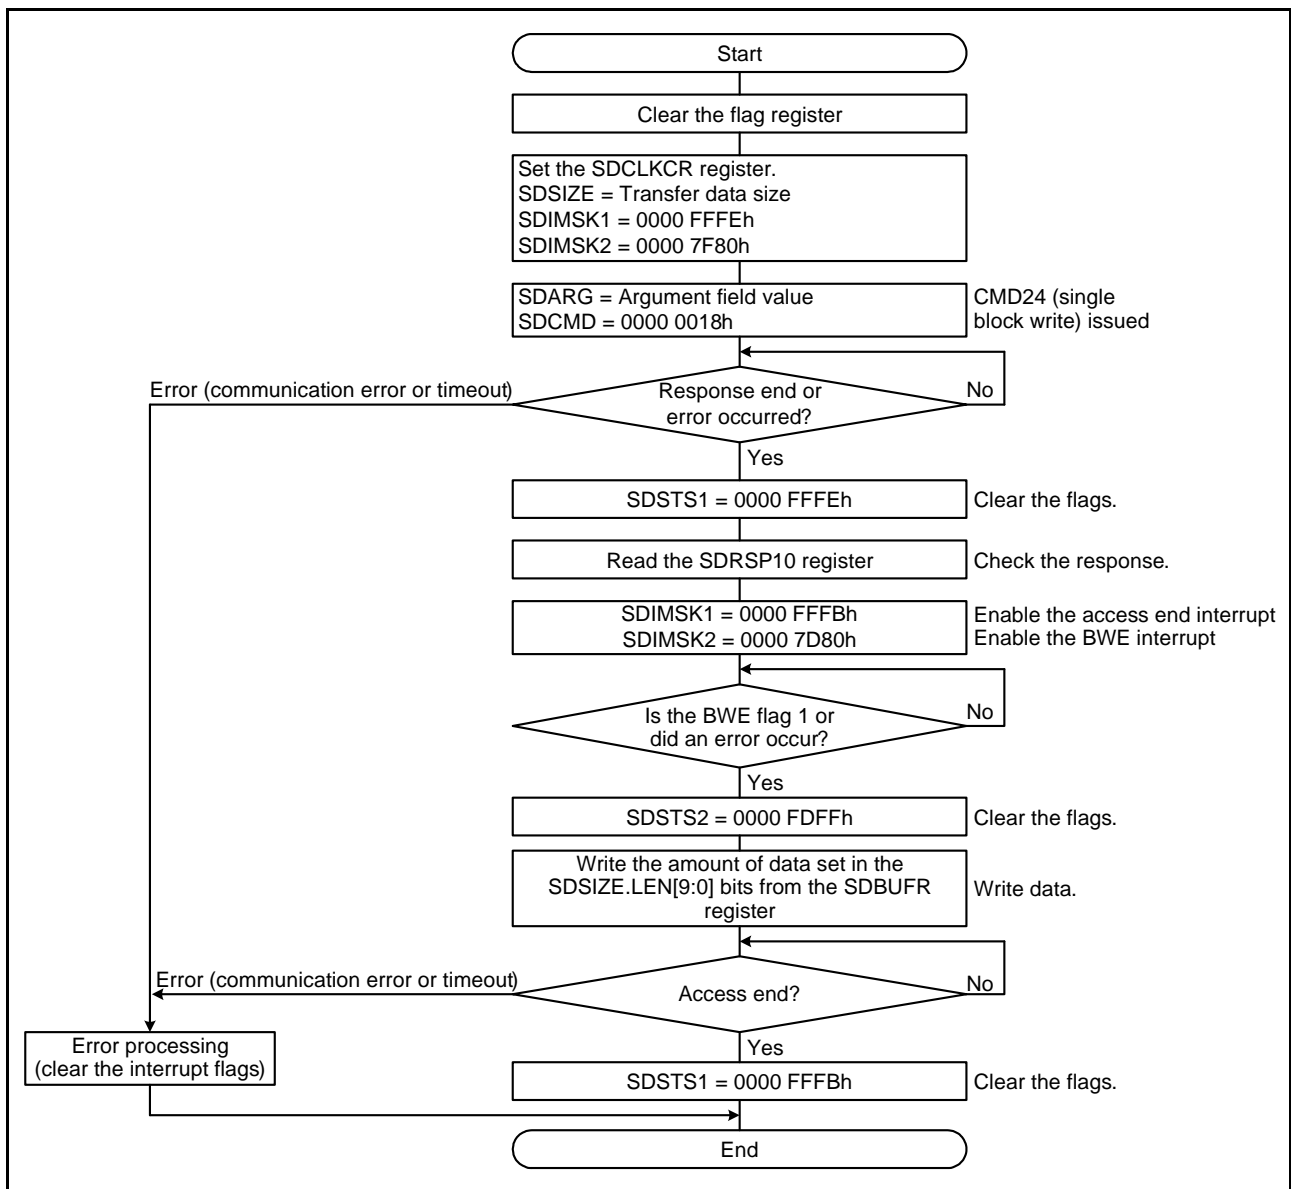 Start
Clear the flag register
Set the SDCLKCR register.
SDSIZE = Transfer data size
SDIMSK1 = 0000 FFFEh
SDIMSK2 = 0000 7F80h
SDARG = Argument field value
SDCMD = 0000 0018h
CMD24 (single
block write) issued
Error (communication error or timeout)
Response end or
error occurred?
No
Yes
SDSTS1 = 0000 FFFEh
Clear the flags.
Read the SDRSP10 register
Check the response.
SDIMSK1 = 0000 FFFBh
SDIMSK2 = 0000 7D80h
Enable the access end interrupt
Enable the BWE interrupt
Is the BWE flag 1 or
did an error occur?
No
Yes
SDSTS2 = 0000 FDFFh
Clear the flags.
Write the amount of data set in the
SDSIZE.LEN[9:0] bits from the SDBUFR
register
Write data.
Error (communication error or timeout)
Access end?
No
Yes
Error processing
(clear the interrupt flags)
SDSTS1 = 0000 FFFBh
Clear the flags.
End